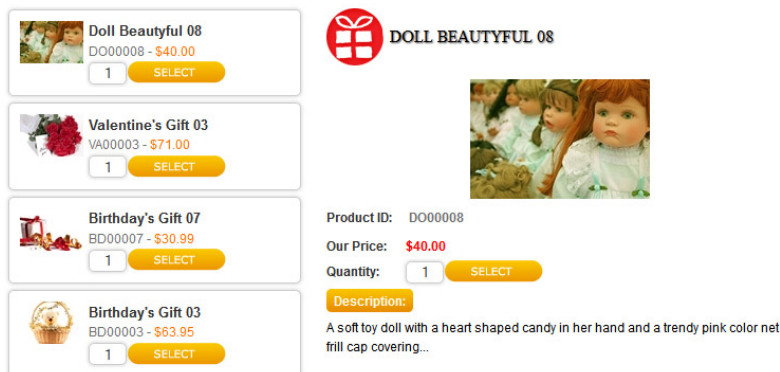 Doll Beautyful 08
DO00008 - $40.00
1 SELECT
Valentine's Gift 03
VA00003 - $71.00
1 SELECT
Birthday's Gift 07
BD00007 - $30.99
1 SELECT
Birthday's Gift 03
BD00003 - $63.95
1 SELECT
DOLL BEAUTYFUL 08
Product ID: DO00008
Our Price: $40.00
Quantity: 1 SELECT
Description:
A soft toy doll with a heart shaped candy in her hand and a trendy pink color net
frill cap covering...